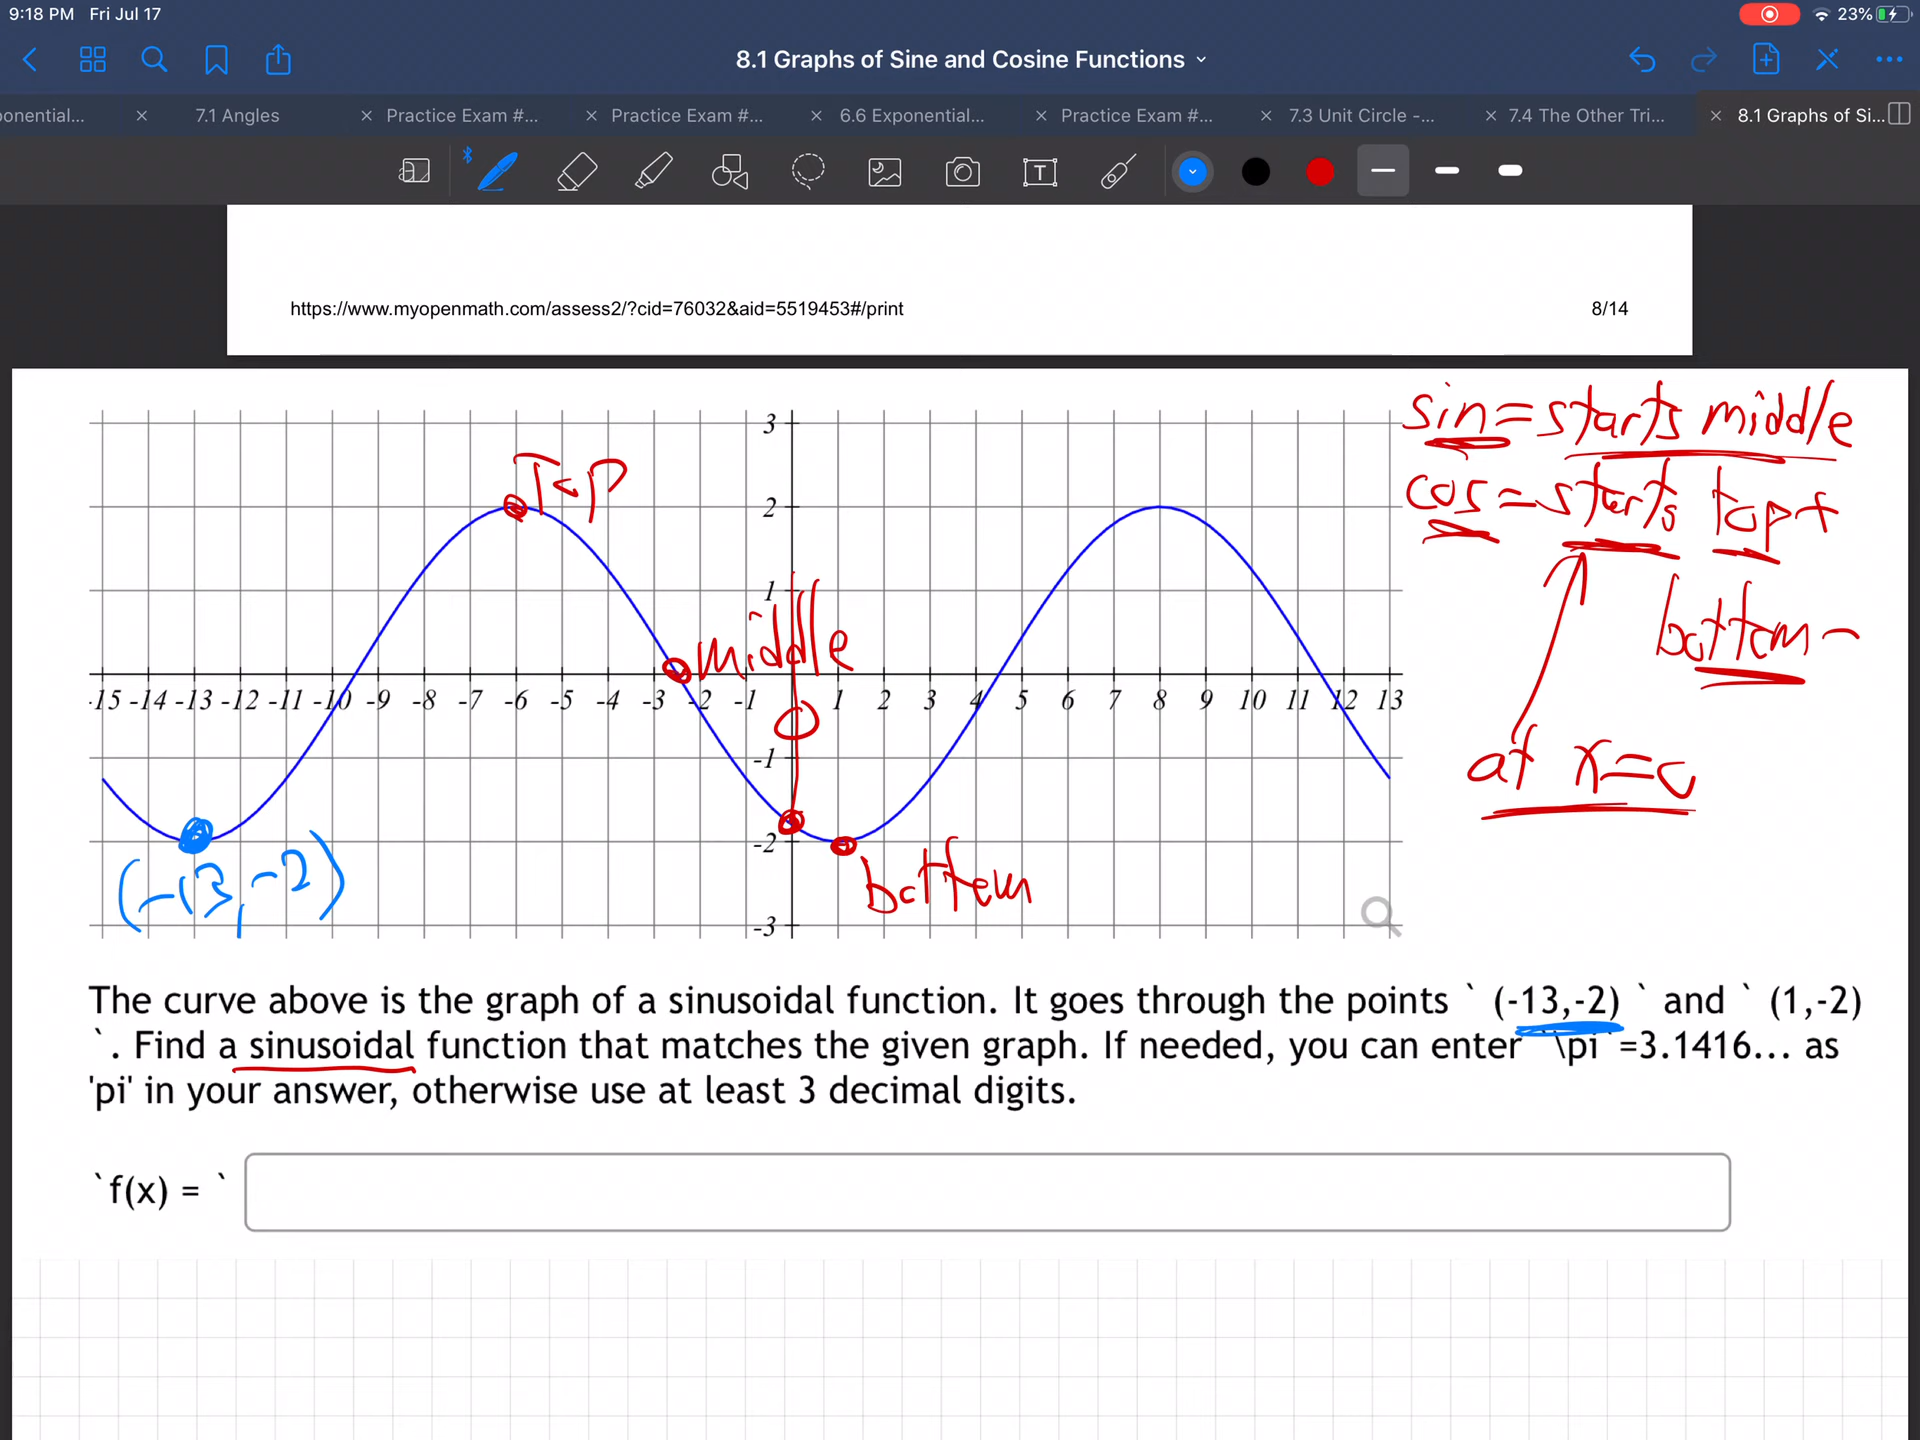 9:18 PM Fri Jul 17
23%
8.1 Graphs of Sine and Cosine Functions
ponential...
7.1 Angles
Practice Exam #...
Practice Exam #...
6.6 Exponential...
Practice Exam #...
7.3 Unit Circle -...
7.4 The Other Tri...
8.1 Graphs of Si...
T
https://www.myopenmath.com/assess2/?cid=76032&aid=5519453#/print
8/14
3
2
1
-1
-2
-3
-15 -14 -13 -12 -11 -10 -9 -8 -7 -6 -5 -4 -3 -2 -1 1 2 3 4 5 6 7 8 9 10 11 12 13
Top
middle
0
bottom
(-13,-2)
sin=starts middle
cos=starts top +
bottom -
at x=0
The curve above is the graph of a sinusoidal function. It goes through the points ` (-13,-2) ` and ` (1,-2)
`. Find a sinusoidal function that matches the given graph. If needed, you can enter `\pi`=3.1416... as
'pi' in your answer, otherwise use at least 3 decimal digits.
`f(x) = `